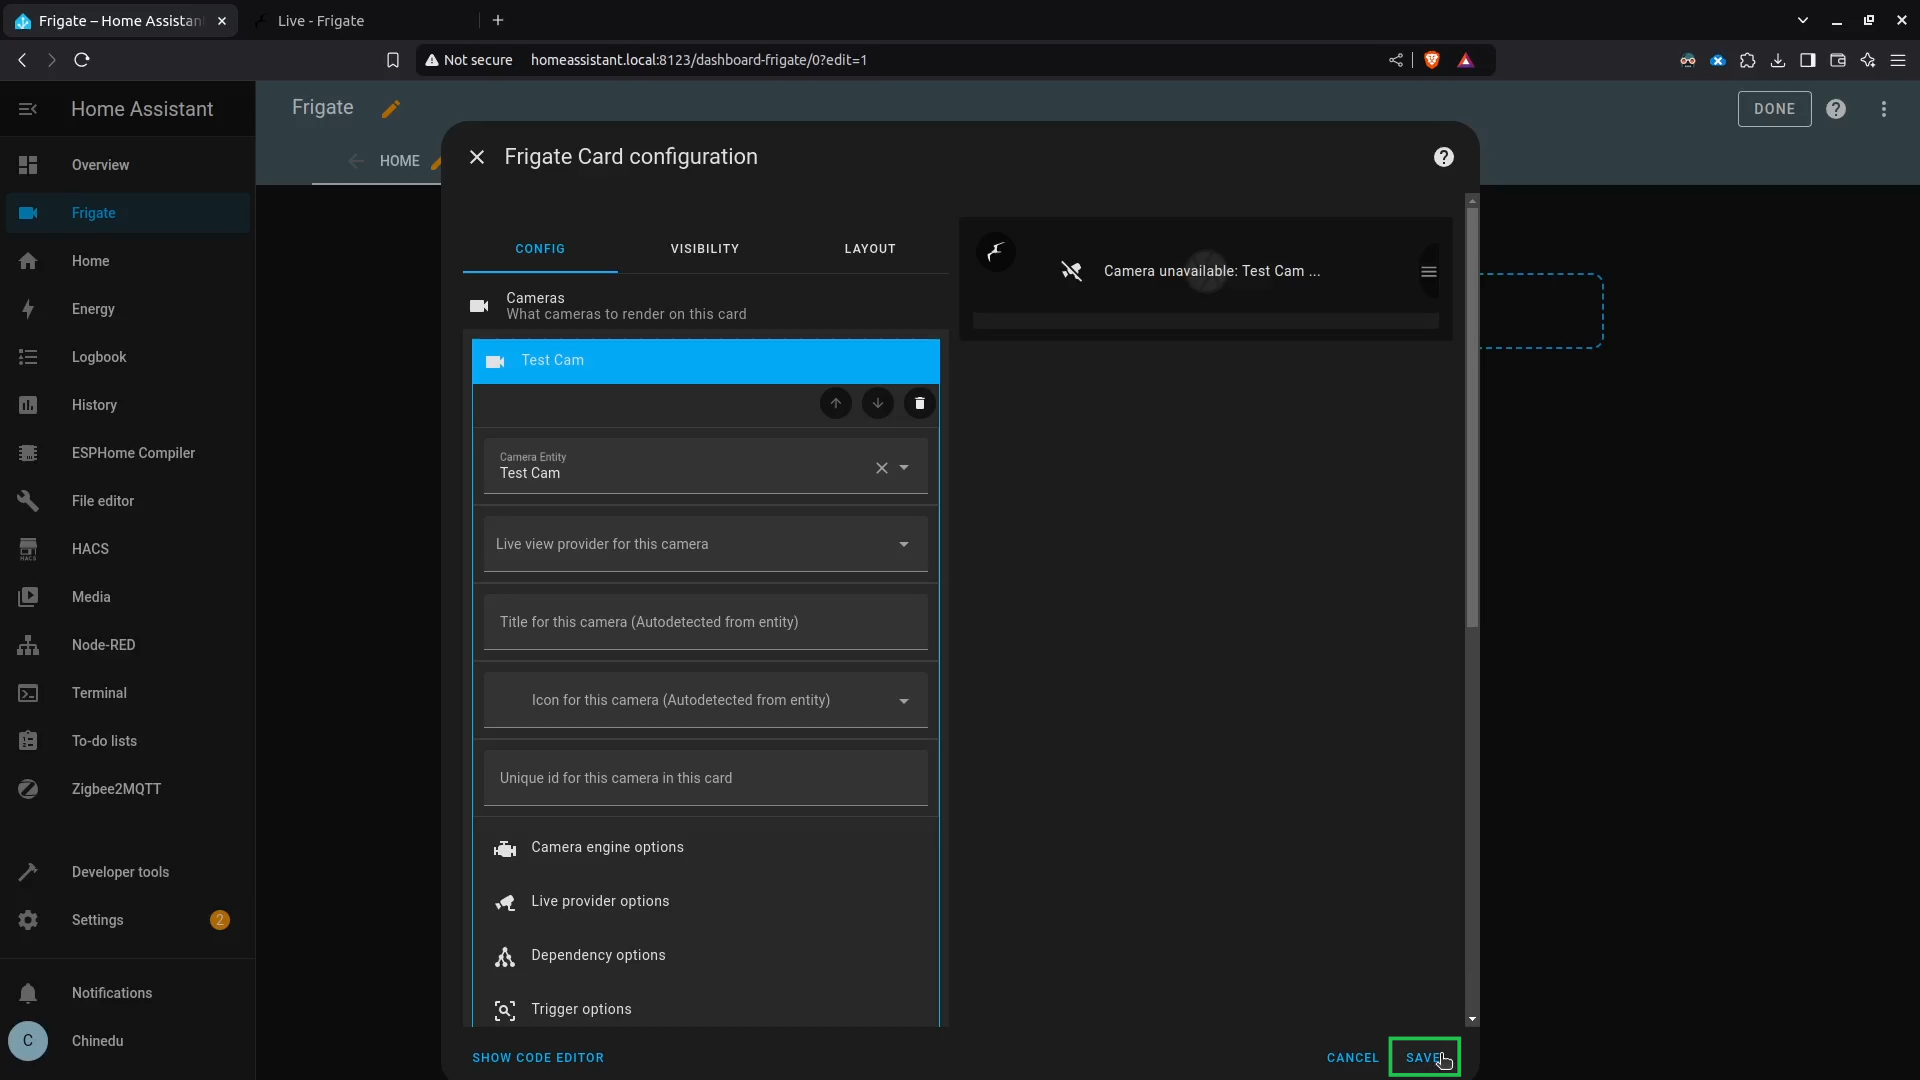 Frigate – Home Assistan
Live - Frigate
Not secure
homeassistant.local:8123/dashboard-frigate/0?edit=1
Home Assistant
Frigate
DONE
HOME
Overview
Frigate
Home
Energy
Logbook
History
ESPHome Compiler
File editor
HACS
HACS
Media
Node-RED
Terminal
To-do lists
Zigbee2MQTT
Developer tools
Settings
2
Notifications
C
Chinedu
Frigate Card configuration
CONFIG
VISIBILITY
LAYOUT
Cameras
What cameras to render on this card
Test Cam
Camera Entity
Test Cam
Live view provider for this camera
Title for this camera (Autodetected from entity)
Icon for this camera (Autodetected from entity)
Unique id for this camera in this card
Camera engine options
Live provider options
Dependency options
Trigger options
Camera unavailable: Test Cam ...
SHOW CODE EDITOR
CANCEL
SAVE